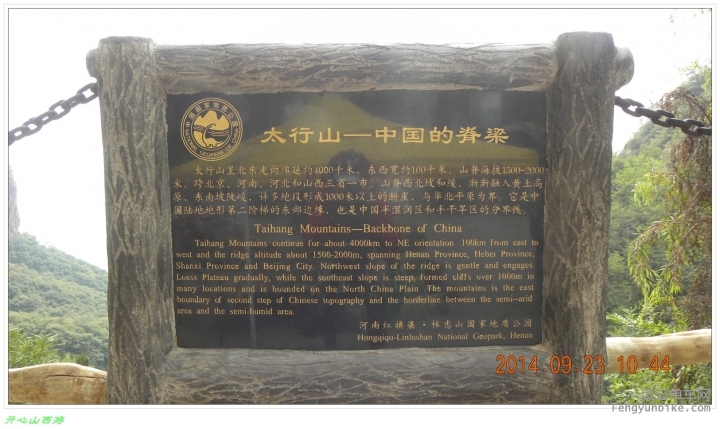 太行山—中国的脊梁
太行山呈北东走向绵延约4000千米，东西宽约100千米，山脊海拔1500-2000
米，跨北京、河南、河北和山西三省一市。山脊西北坡和缓，渐渐融入黄土高
原、东南坡陡峻，许多地段形成1000米以上的断崖，与华北平原为界。它是中
国陆地地形第二阶梯的东部边缘，也是中国半湿润区和半干旱区的分界线。
Taihang Mountains—Backbone of China
Taihang Mountains continue for about 4000km to NE orientation 100km from east to
west and the ridge altitude about 1500-2000m, spanning Henan Province, Hebei Province,
Shanxi Province and Beijing City. Northwest slope of the ridge is gentle and engages
Loess Plateau gradually, while the southeast slope is steep, formed cliffs over 1000m in
many locations and is bounded on the North China Plain. The mountains is the east
boundary of second step of Chinese topography and the borderline between the semi--arid
area and the semi-humid area.
河南红旗渠·林虑山国家地质公园
Hongqiqu-Linlushan National Geopark, Henan
2014.09.23 10:44
Fengyunbike.com
开心山西游